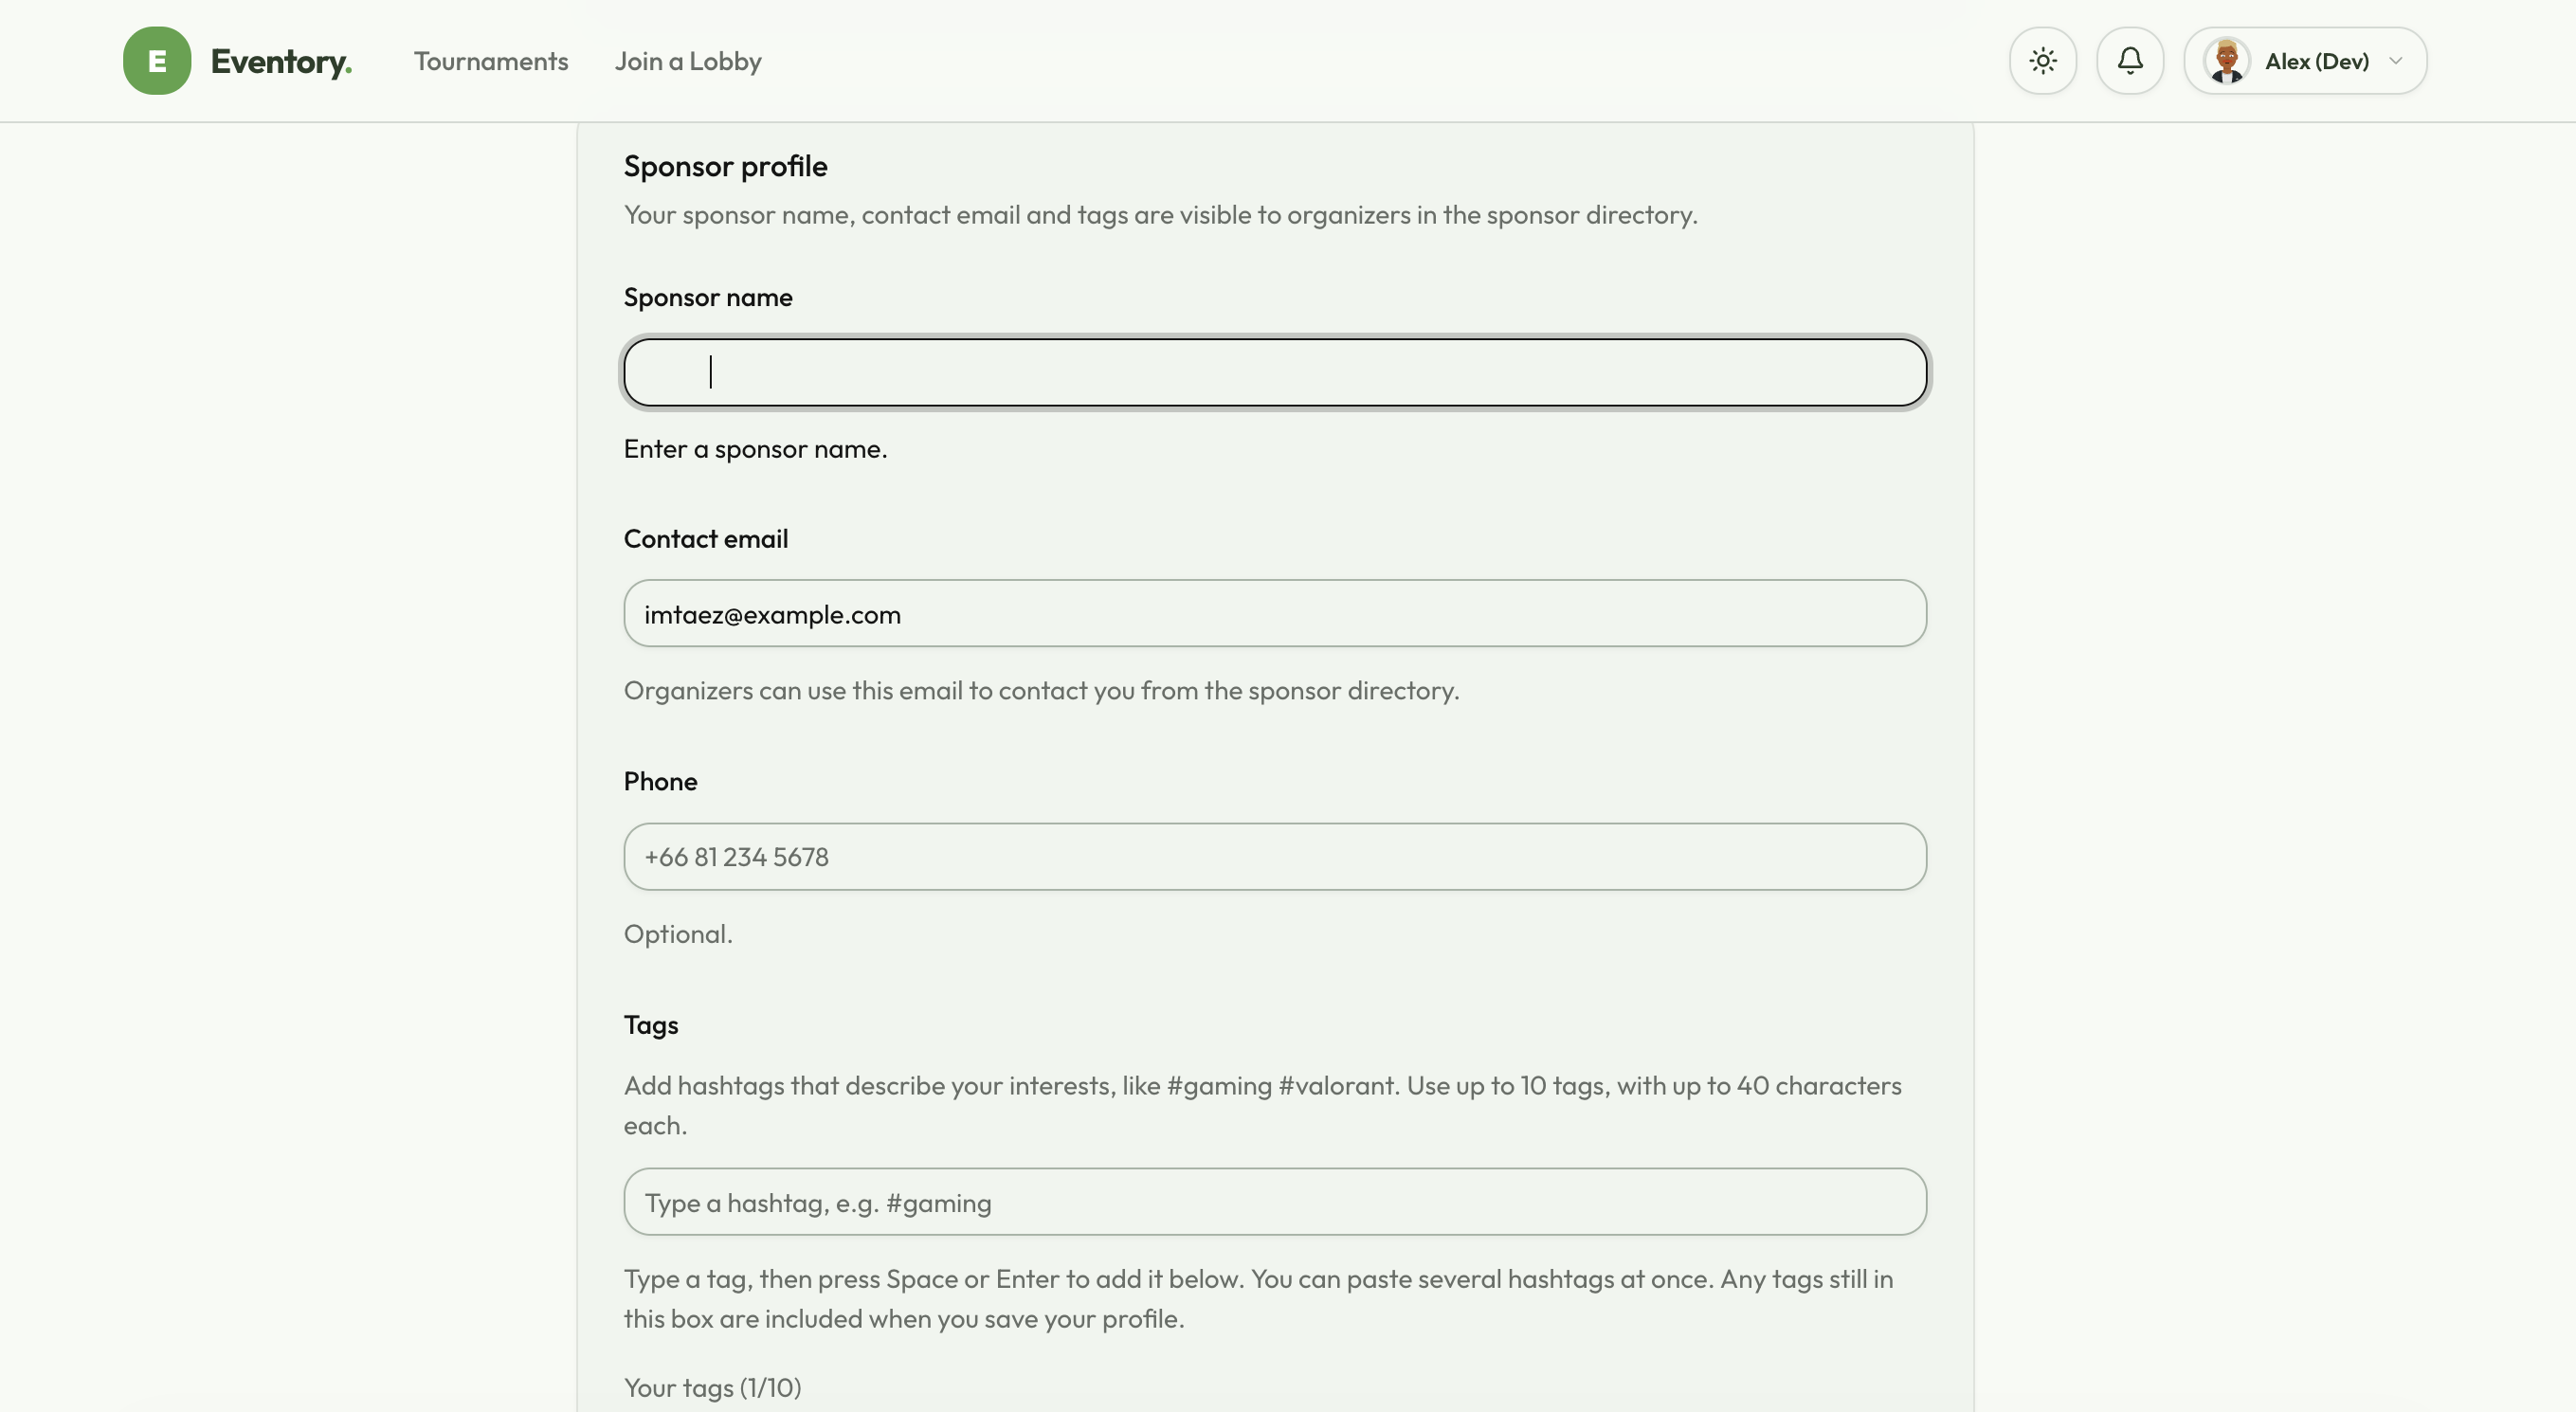 E Eventory. Tournaments Join a Lobby Alex (Dev)
Sponsor profile
Your sponsor name, contact email and tags are visible to organizers in the sponsor directory.
Sponsor name
Enter a sponsor name.
Contact email
imtaez@example.com
Organizers can use this email to contact you from the sponsor directory.
Phone
+66 81 234 5678
Optional.
Tags
Add hashtags that describe your interests, like #gaming #valorant. Use up to 10 tags, with up to 40 characters
each.
Type a hashtag, e.g. #gaming
Type a tag, then press Space or Enter to add it below. You can paste several hashtags at once. Any tags still in
this box are included when you save your profile.
Your tags (1/10)